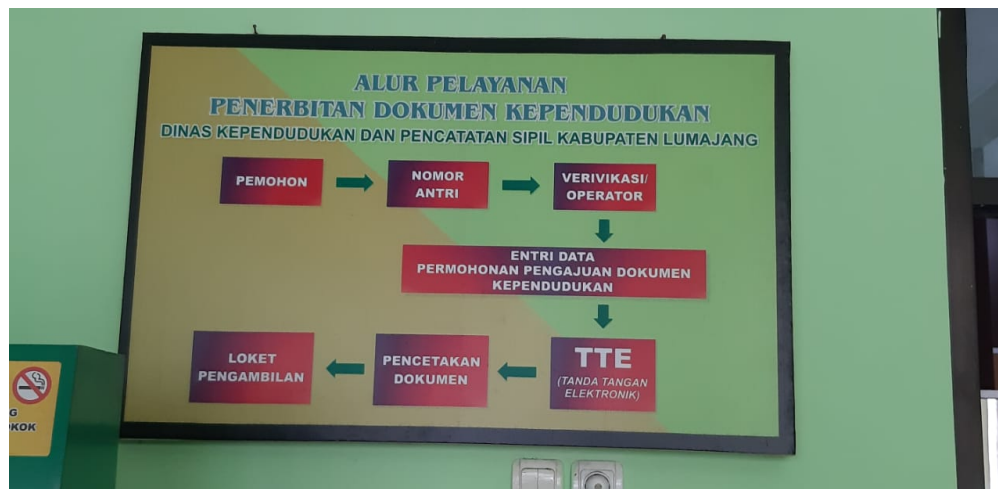 ALUR PELAYANAN
PENERBITAN DOKUMEN KEPENDUDUKAN
DINAS KEPENDUDUKAN DAN PENCATATAN SIPIL KABUPATEN LUMAJANG
PEMOHON
NOMOR
ANTRI
VERIVIKASI/
OPERATOR
ENTRI DATA
PERMOHONAN PENGAJUAN DOKUMEN
KEPENDUDUKAN
TTE
(TANDA TANGAN
ELEKTRONIK)
PENCETAKAN
DOKUMEN
LOKET
PENGAMBILAN